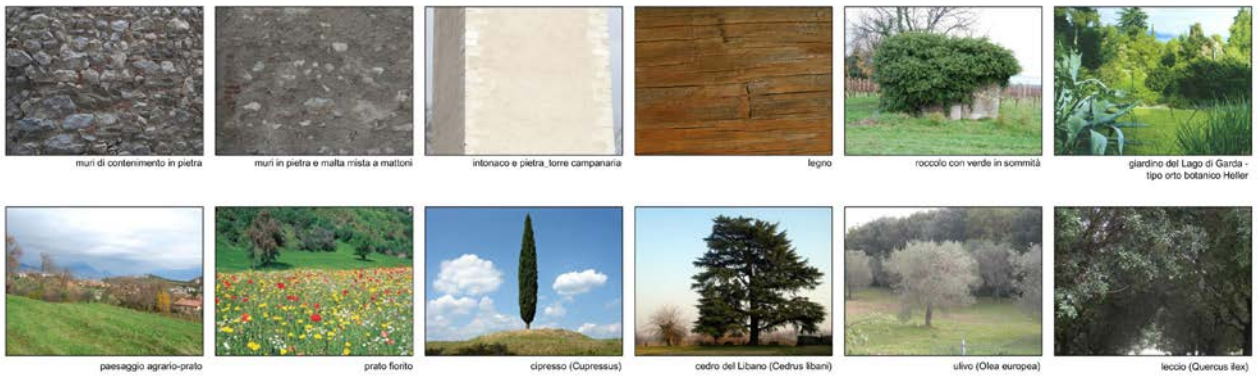 muri di contenimento in pietra
muri in pietra e malta mista a mattoni
intonaco e pietra_torre campanaria
legno
roccolo con verde in sommità
giardino del Lago di Garda -
tipo orto botanico Heller
paesaggio agrario-prato
prato fiorito
cipresso (Cupressus)
cedro del Libano (Cedrus libani)
ulivo (Olea europea)
leccio (Quercus ilex)